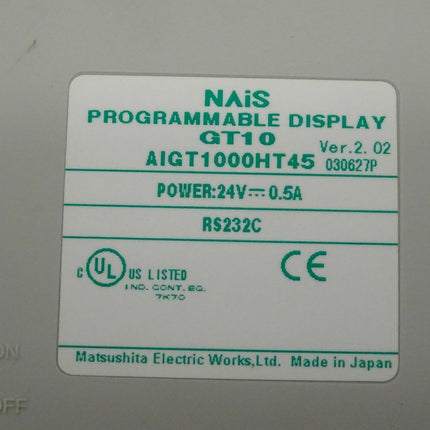 NAiS
PROGRAMMABLE DISPLAY
GT10
AIGT1000HT45
Ver.2.02
030627P
POWER:24V⎓0.5A
RS232C
C UL US LISTED
IND. CONT. EQ.
7K70
CE
Matsushita Electric Works,Ltd. Made in Japan
ON
OFF